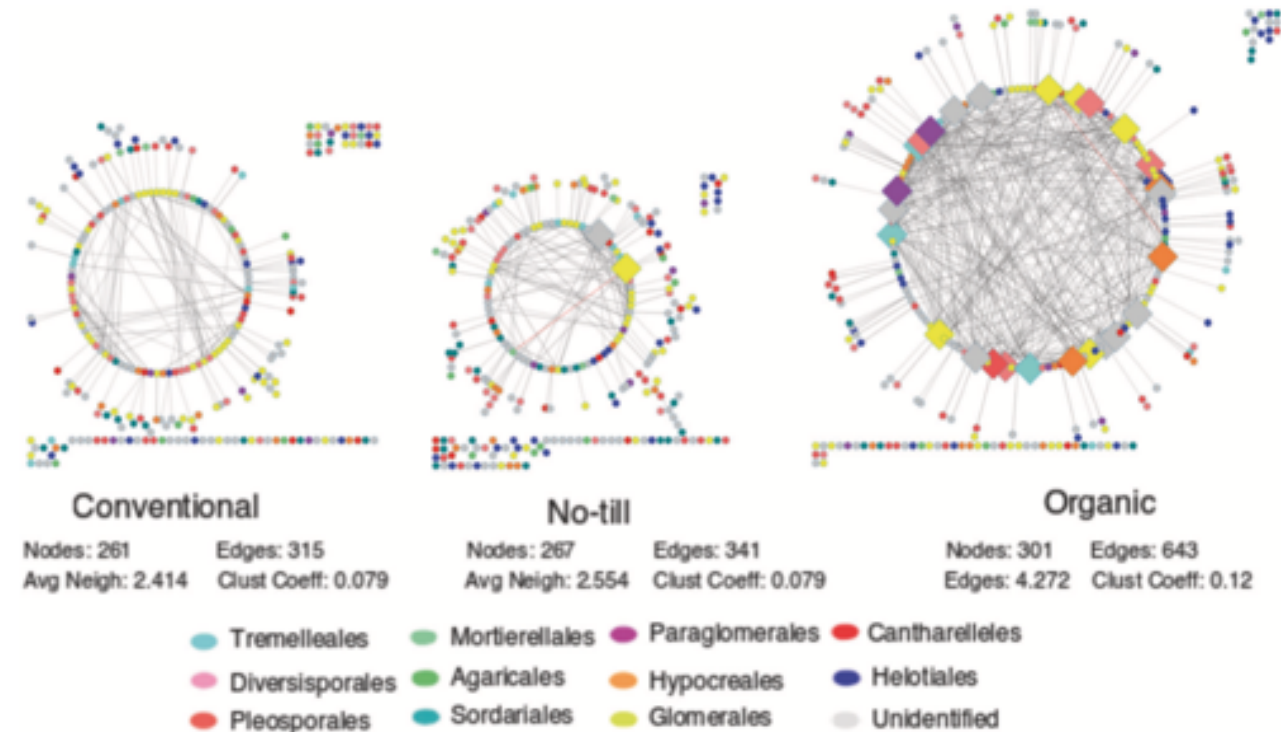 Conventional
Nodes: 261 Edges: 315
Avg Neigh: 2.414 Clust Coeff: 0.079
No-till
Nodes: 267 Edges: 341
Avg Neigh: 2.554 Clust Coeff: 0.079
Organic
Nodes: 301 Edges: 643
Edges: 4.272 Clust Coeff: 0.12
Tremelleales Mortierellales Paraglomerales Cantharelleles
Diversisporales Agaricales Hypocreales Helotiales
Pleosporales Sordariales Glomerales Unidentified